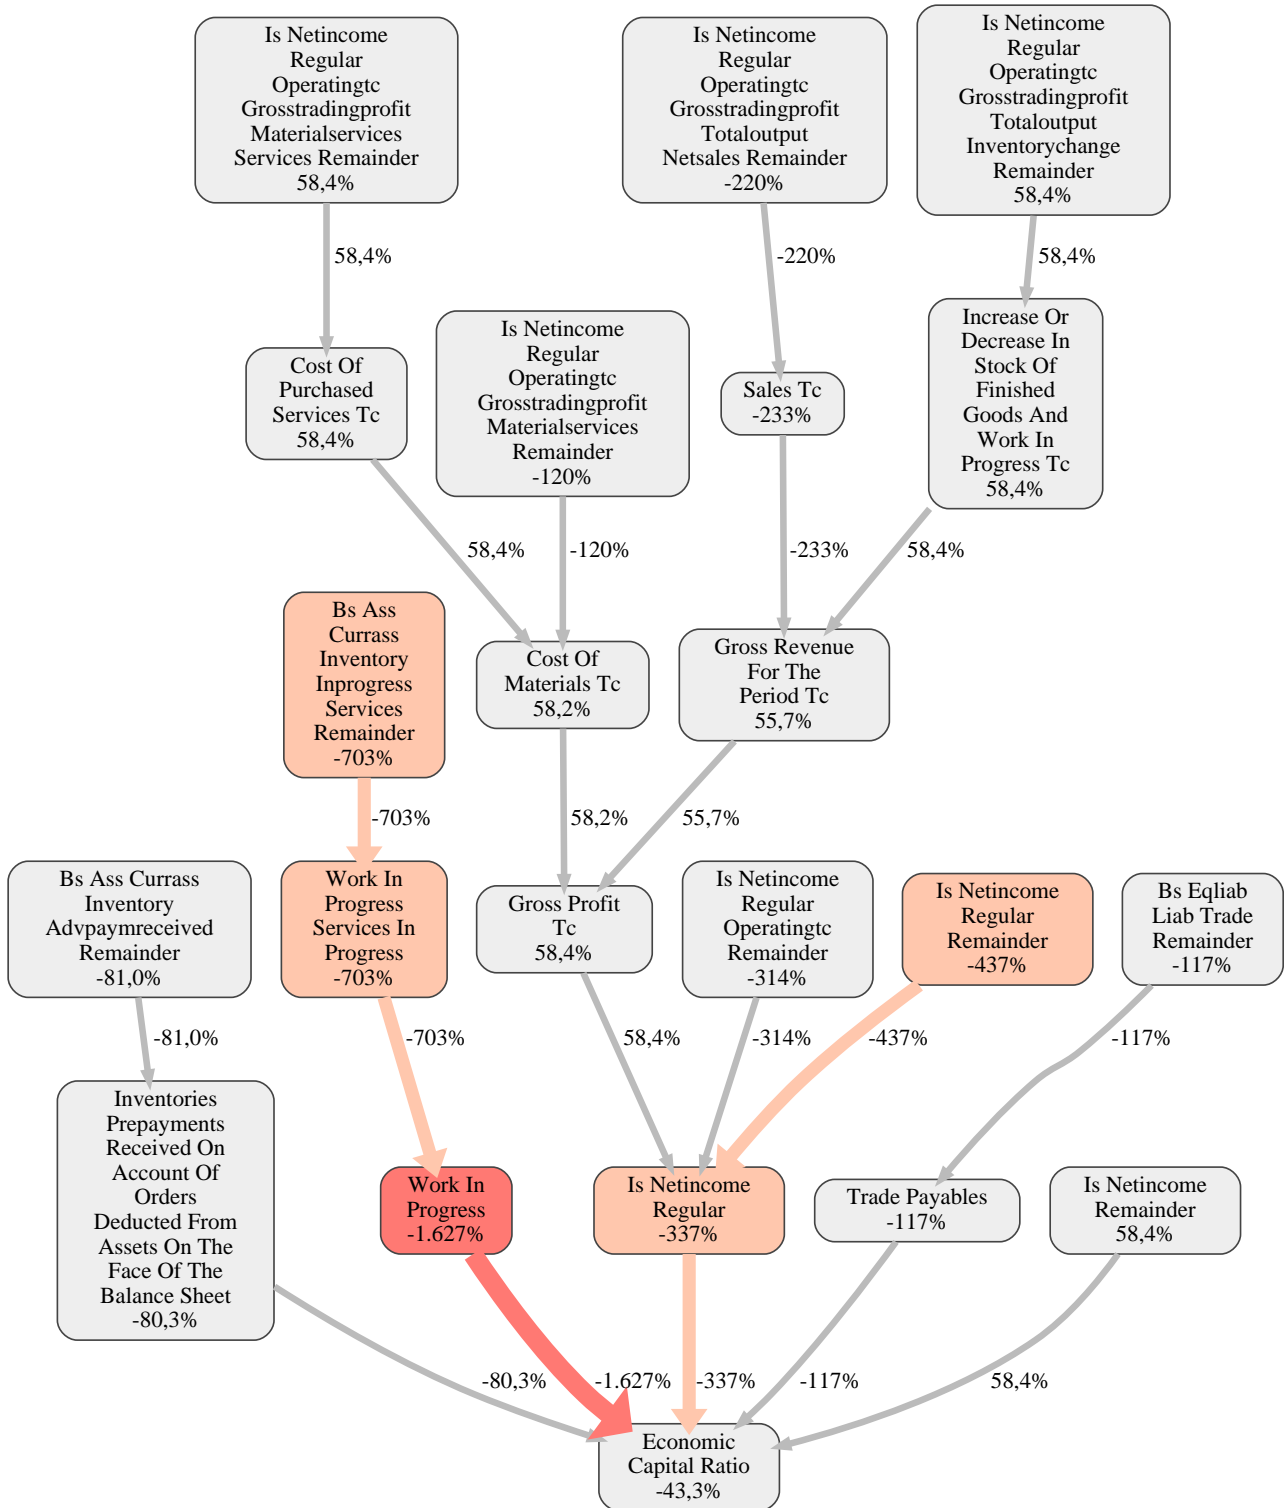 Is Netincome
Regular
Operatingtc
Grosstradingprofit
Materialservices
Services Remainder
58,4%
Is Netincome
Regular
Operatingtc
Grosstradingprofit
Totaloutput
Netsales Remainder
-220%
Is Netincome
Regular
Operatingtc
Grosstradingprofit
Totaloutput
Inventorychange
Remainder
58,4%
58,4%
-220%
58,4%
Cost Of
Purchased
Services Tc
58,4%
Is Netincome
Regular
Operatingtc
Grosstradingprofit
Materialservices
Remainder
-120%
Sales Tc
-233%
Increase Or
Decrease In
Stock Of
Finished
Goods And
Work In
Progress Tc
58,4%
58,4%
-120%
-233%
58,4%
Bs Ass
Currass
Inventory
Inprogress
Services
Remainder
-703%
Cost Of
Materials Tc
58,2%
Gross Revenue
For The
Period Tc
55,7%
-703%
58,2%
55,7%
Bs Ass Currass
Inventory
Advpaymreceived
Remainder
-81,0%
Work In
Progress
Services In
Progress
-703%
Gross Profit
Tc
58,4%
Is Netincome
Regular
Operatingtc
Remainder
-314%
Is Netincome
Regular
Remainder
-437%
Bs Eqliab
Liab Trade
Remainder
-117%
-81,0%
-703%
58,4%
-314%
-437%
-117%
Inventories
Prepayments
Received On
Account Of
Orders
Deducted From
Assets On The
Face Of The
Balance Sheet
-80,3%
Work In
Progress
-1.627%
Is Netincome
Regular
-337%
Trade Payables
-117%
Is Netincome
Remainder
58,4%
-80,3%
-1.627%
-337%
-117%
58,4%
Economic
Capital Ratio
-43,3%